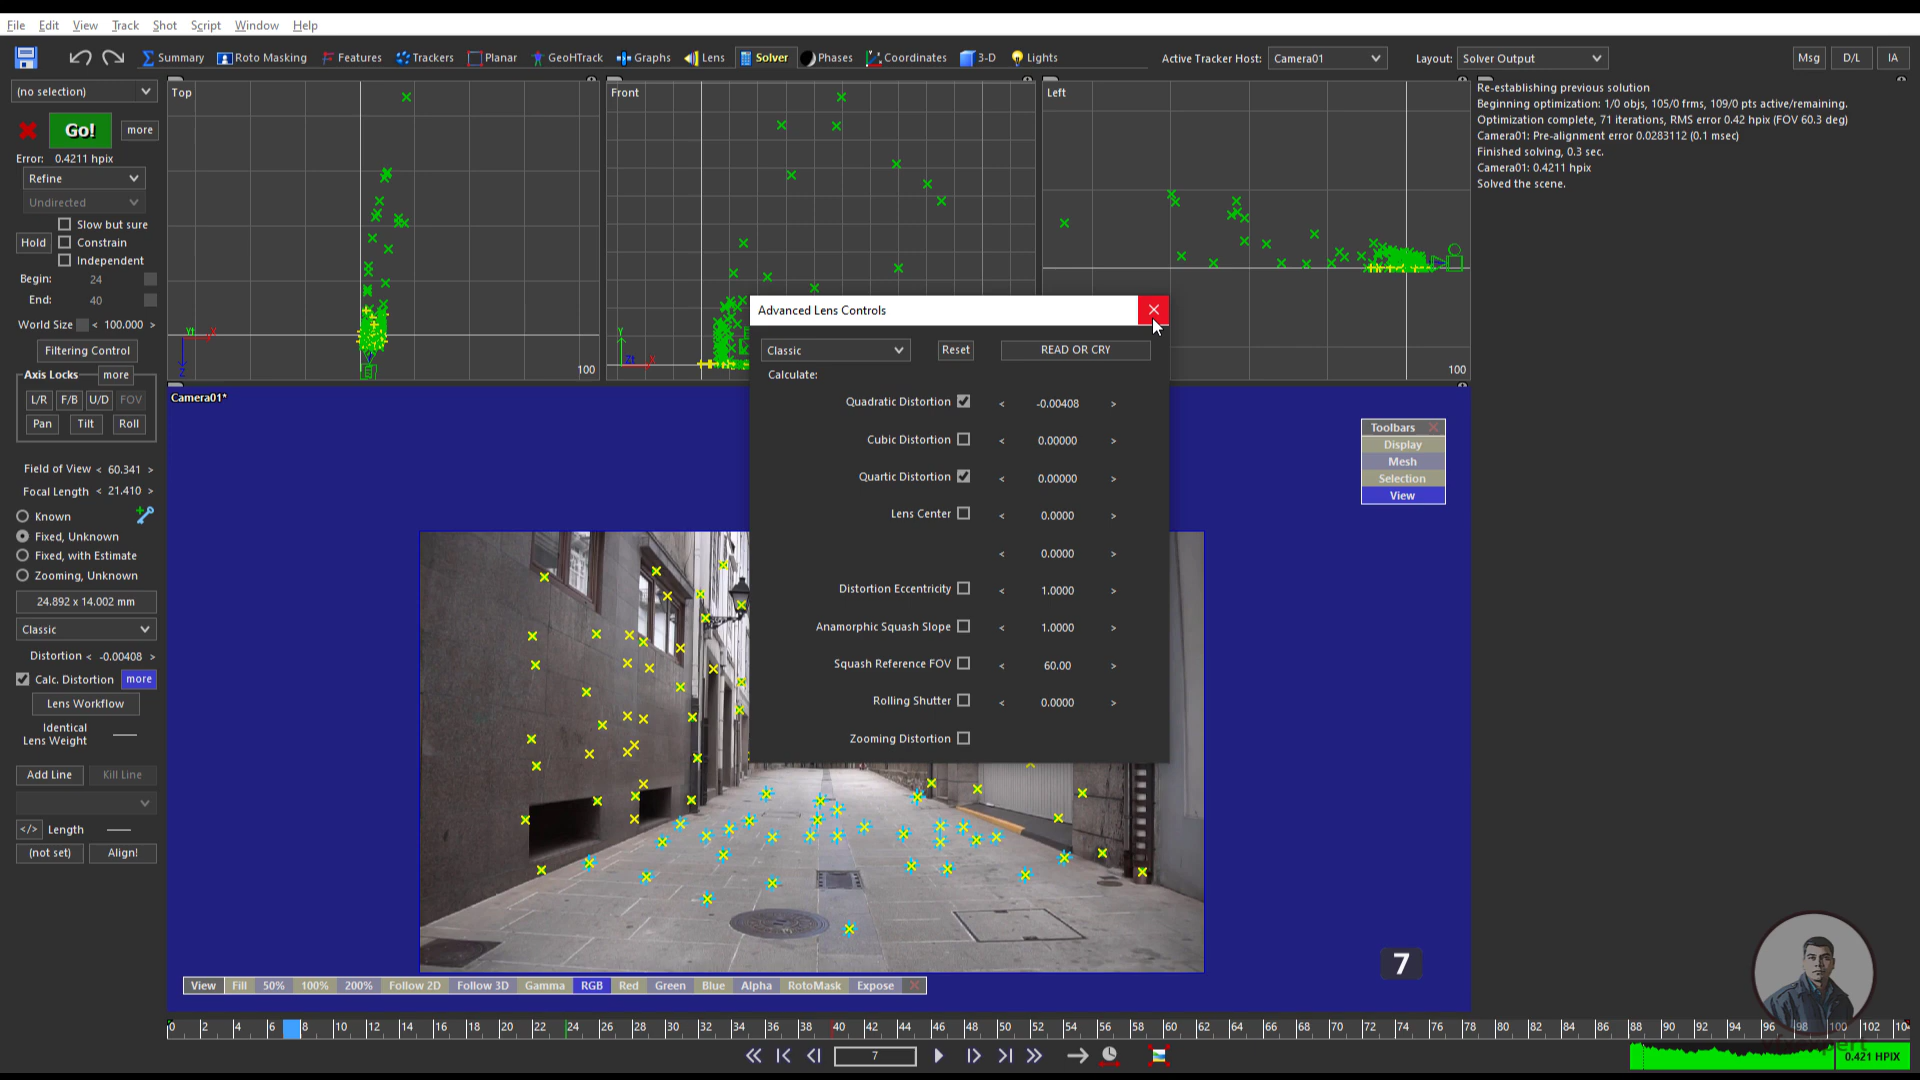 File Edit View Track Shot Script Window Help
Summary Roto Masking Features Trackers Planar GeoHTrack Graphs Lens Solver Phases Coordinates 3-D Lights Active Tracker Host: Camera01 Layout: Solver Output Msg D/L IA
(no selection)
Go! more
Error: 0.4211 hpix
Refine
Undirected
Slow but sure
Hold Constrain
Independent
Begin: 24
End: 40
World Size < 100.000 >
Filtering Control
Axis Locks more
L/R F/B U/D FOV
Pan Tilt Roll
Field of View < 60.341 >
Focal Length < 21.410 >
Known
Fixed, Unknown
Fixed, with Estimate
Zooming, Unknown
24.892 x 14.002 mm
Classic
Distortion < -0.00408 >
Calc. Distortion more
Lens Workflow
Identical
Lens Weight
Add Line Kill Line
</> Length
(not set) Align!
Top
100
Front
Left
100
Re-establishing previous solution
Beginning optimization: 1/0 objs, 105/0 frms, 109/0 pts active/remaining.
Optimization complete, 71 iterations, RMS error 0.42 hpix (FOV 60.3 deg)
Camera01: Pre-alignment error 0.0283112 (0.1 msec)
Finished solving, 0.3 sec.
Camera01: 0.4211 hpix
Solved the scene.
Advanced Lens Controls
Classic Reset READ OR CRY
Calculate:
Quadratic Distortion < -0.00408 >
Cubic Distortion < 0.00000 >
Quartic Distortion < 0.00000 >
Lens Center < 0.0000 >
< 0.0000 >
Distortion Eccentricity < 1.0000 >
Anamorphic Squash Slope < 1.0000 >
Squash Reference FOV < 60.00 >
Rolling Shutter < 0.0000 >
Zooming Distortion
Camera01*
Toolbars
Display
Mesh
Selection
View
7
View Fill 50% 100% 200% Follow 2D Follow 3D Gamma RGB Red Green Blue Alpha RotoMask Expose
0 2 4 6 8 10 12 14 16 18 20 22 24 26 28 30 32 34 36 38 40 42 44 46 48 50 52 54 56 58 60 62 64 66 68 70 72 74 76 78 80 82 84 86 88 90 92 94 96 98 100 102
7
0.421 HPIX